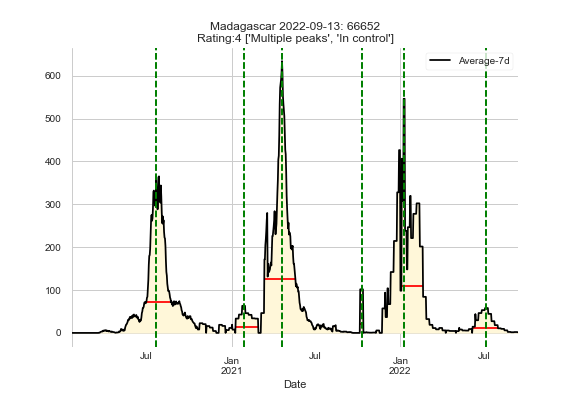 Madagascar 2022-09-13: 66652
Rating:4 ['Multiple peaks', 'In control']
Average-7d
600
500
400
300
200
100
0
Jul
Jan
2021
Jul
Jan
2022
Jul
Date